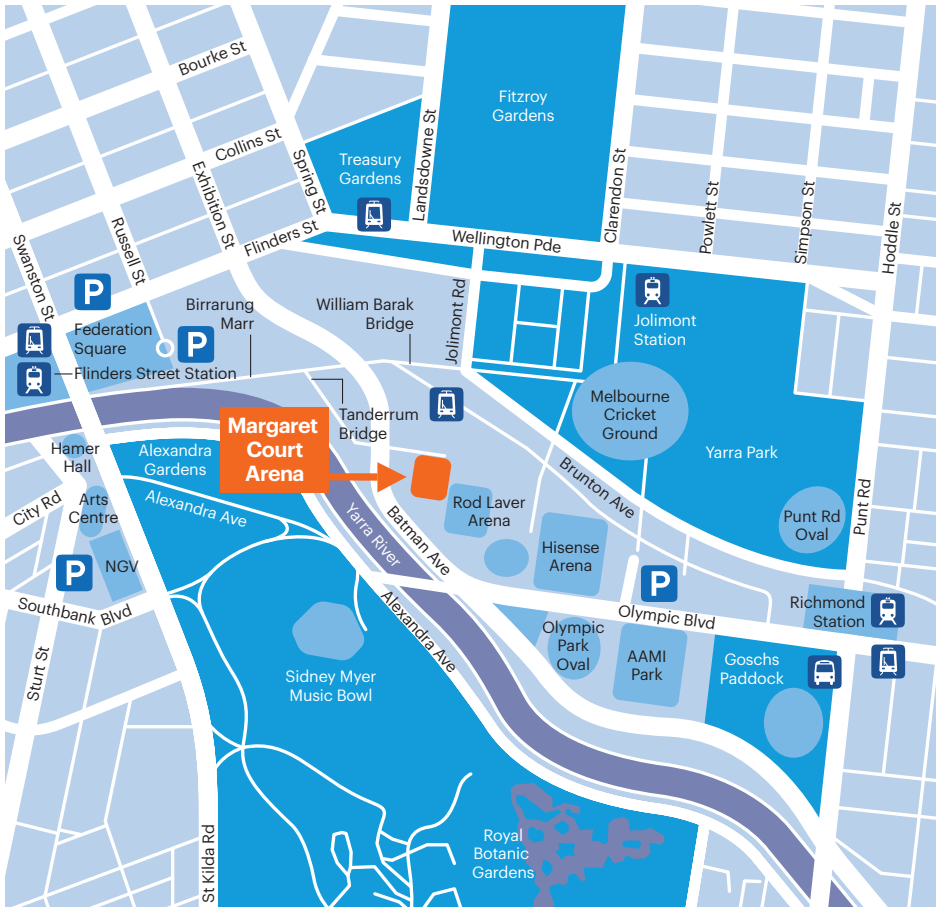 Bourke St
Collins St
Exhibition St
Spring St
Russell St
Swanston St
Flinders St
Treasury
Gardens
Landsdowne St
Fitzroy
Gardens
Clarendon St
Wellington Pde
Powlett St
Simpson St
Hoddle St
P
Federation
Square
P
Flinders Street Station
Birrarung
Marr
William Barak
Bridge
Jolimont Rd
Jolimont
Station
Tanderrum
Bridge
Melbourne
Cricket
Ground
Yarra Park
Margaret
Court
Arena
Hamer
Hall
Alexandra
Gardens
City Rd
Arts
Centre
Alexandra Ave
Yarra River
Batman Ave
Rod Laver
Arena
Brunton Ave
Hisense
Arena
Punt Rd
Oval
Punt Rd
P
NGV
Southbank Blvd
Sturt St
Alexandra Ave
P
Olympic Blvd
Richmond
Station
Olympic
Park
Oval
AAMI
Park
Goschs
Paddock
Sidney Myer
Music Bowl
St Kilda Rd
Royal
Botanic
Gardens